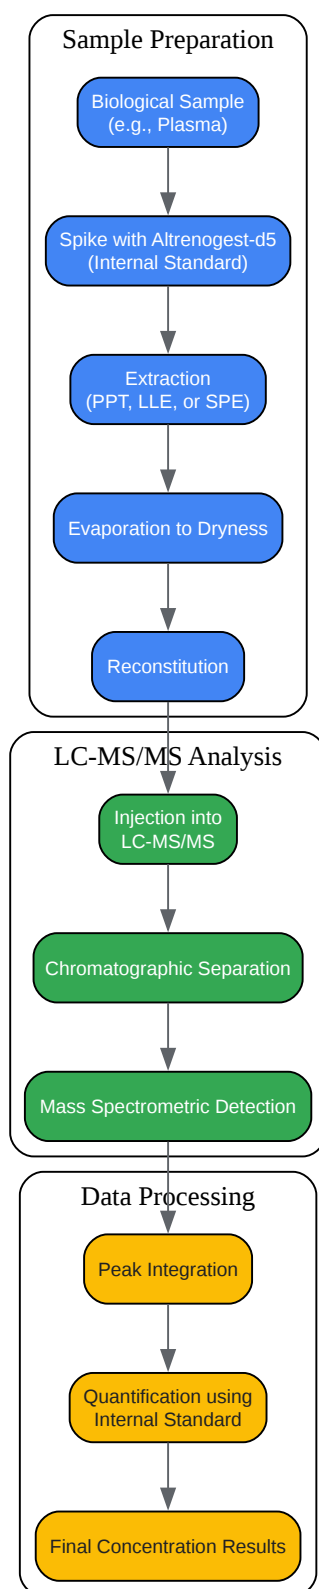 Sample Preparation
Biological Sample
(e.g., Plasma)
Spike with Altrenogest-d5
(Internal Standard)
Extraction
(PPT, LLE, or SPE)
Evaporation to Dryness
Reconstitution
LC-MS/MS Analysis
Injection into
LC-MS/MS
Chromatographic Separation
Mass Spectrometric Detection
Data Processing
Peak Integration
Quantification using
Internal Standard
Final Concentration Results